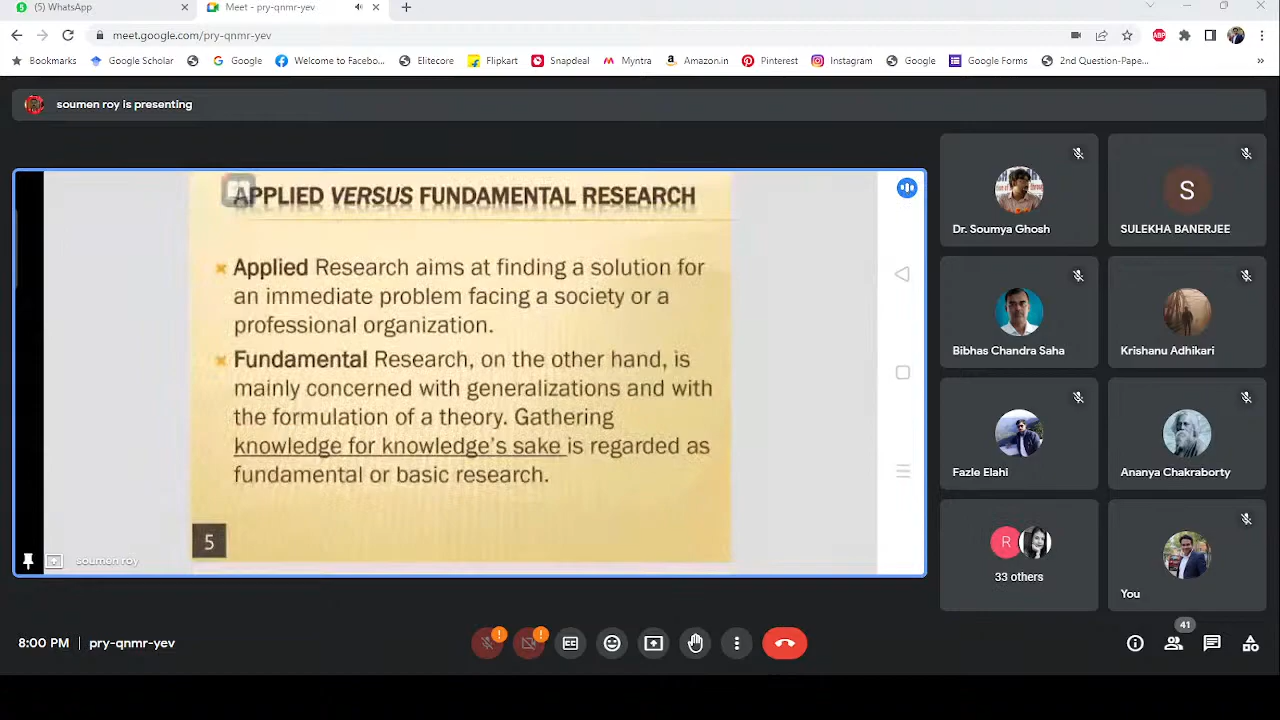 (5) WhatsApp
Meet - pry-qnmr-yev
meet.google.com/pry-qnmr-yev
ABP
Bookmarks
Google Scholar
Google
Welcome to Facebo...
Elitecore
Flipkart
Snapdeal
Myntra
Amazon.in
Pinterest
Instagram
Google
Google Forms
2nd Question-Pape...
»
soumen roy is presenting
APPLIED VERSUS FUNDAMENTAL RESEARCH
Applied Research aims at finding a solution for
an immediate problem facing a society or a
professional organization.
Fundamental Research, on the other hand, is
mainly concerned with generalizations and with
the formulation of a theory. Gathering
knowledge for knowledge's sake is regarded as
fundamental or basic research.
5
soumen roy
Dr. Soumya Ghosh
S
SULEKHA BANERJEE
Bibhas Chandra Saha
Krishanu Adhikari
Fazle Elahi
Ananya Chakraborty
R
33 others
You
8:00 PM | pry-qnmr-yev
41